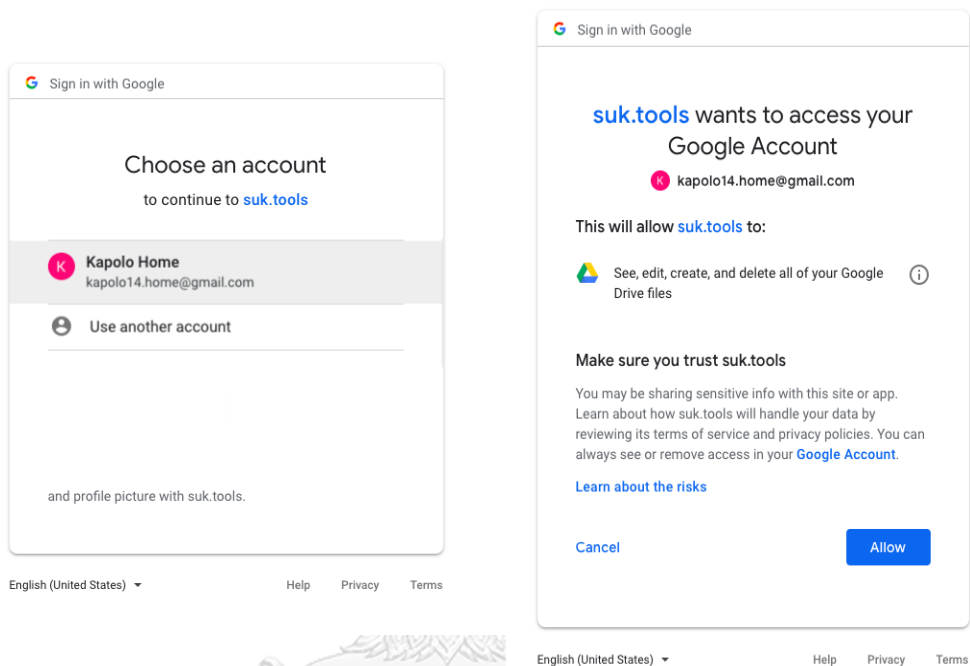 Sign in with Google
Choose an account
to continue to suk.tools
K
Kapolo Home
kapolo14.home@gmail.com
Use another account
and profile picture with suk.tools.
English (United States)
Help
Privacy
Terms
Sign in with Google
suk.tools wants to access your
Google Account
K
kapolo14.home@gmail.com
This will allow suk.tools to:
See, edit, create, and delete all of your Google
Drive files
Make sure you trust suk.tools
You may be sharing sensitive info with this site or app.
Learn about how suk.tools will handle your data by
reviewing its terms of service and privacy policies. You can
always see or remove access in your Google Account.
Learn about the risks
Cancel
Allow
English (United States)
Help
Privacy
Terms